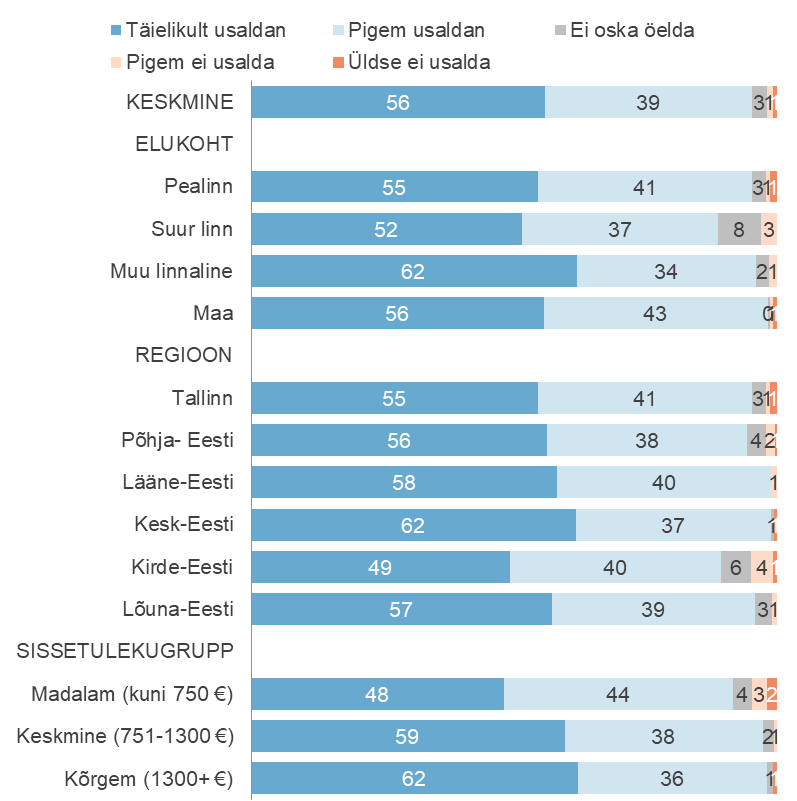 Täielikult usaldan Pigem usaldan Ei oska öelda
Pigem ei usalda Üldse ei usalda
KESKMINE 56 39 3 1 1
ELUKOHT
Pealinn 55 41 3 1 1
Suur linn 52 37 8 3
Muu linnaline 62 34 2 1
Maa 56 43 0 1
REGIOON
Tallinn 55 41 3 1 1
Põhja- Eesti 56 38 4 2
Lääne-Eesti 58 40 1
Kesk-Eesti 62 37 1
Kirde-Eesti 49 40 6 4 1
Lõuna-Eesti 57 39 3 1
SISSETULEKUGRUPP
Madalam (kuni 750 €) 48 44 4 3 2
Keskmine (751-1300 €) 59 38 2 1
Kõrgem (1300+ €) 62 36 1 1